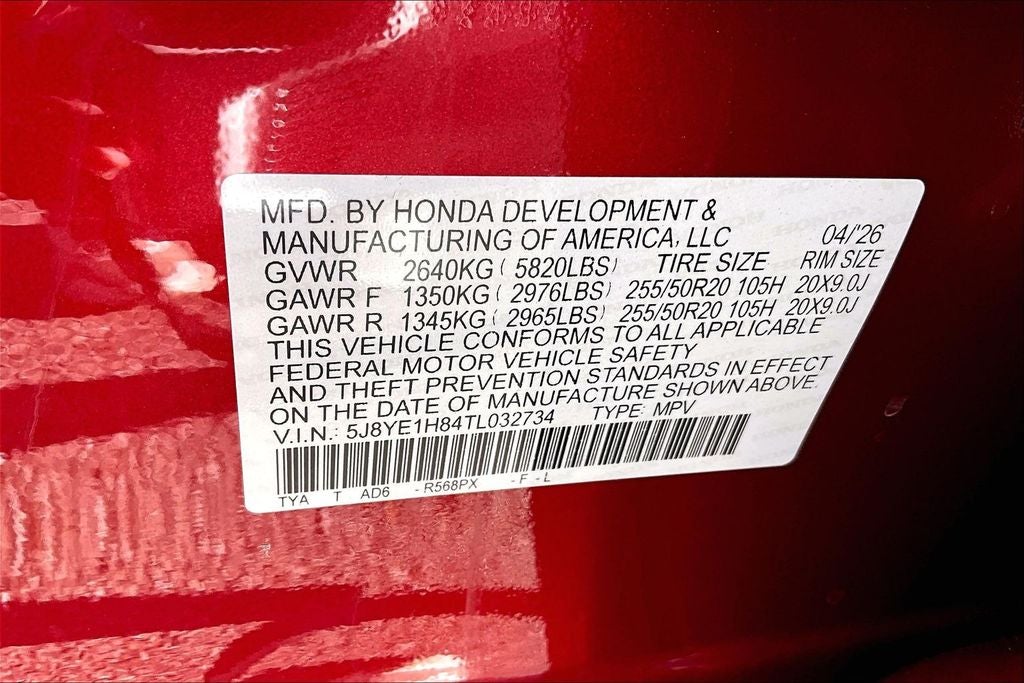 MFD. BY HONDA DEVELOPMENT &
MANUFACTURING OF AMERICA, LLC 04/'26
GVWR 2640KG ( 5820LBS) TIRE SIZE RIM SIZE
GAWR F 1350KG ( 2976LBS) 255/50R20 105H 20X9.0J
GAWR R 1345KG ( 2965LBS) 255/50R20 105H 20X9.0J
THIS VEHICLE CONFORMS TO ALL APPLICABLE
FEDERAL MOTOR VEHICLE SAFETY
AND THEFT PREVENTION STANDARDS IN EFFECT
ON THE DATE OF MANUFACTURE SHOWN ABOVE.
V.I.N.: 5J8YE1H84TL032734 TYPE: MPV
TYA T AD6 -R568PX -F -L